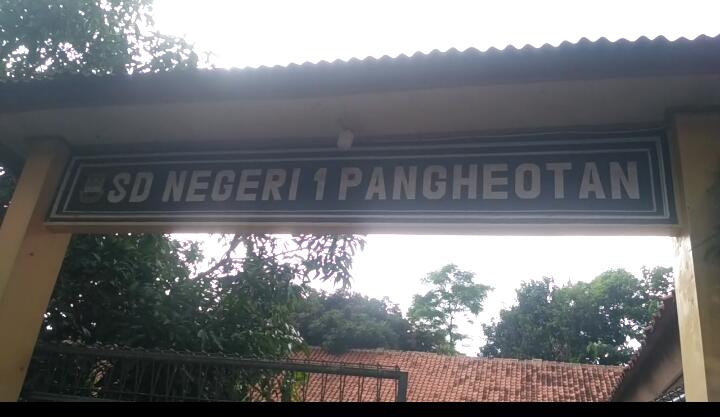 SD NEGERI 1 PANGHEOTAN